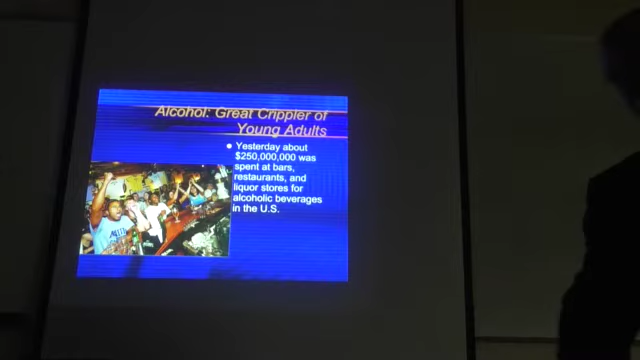 Alcohol: Great Crippler of
Young Adults
Yesterday about
$250,000,000 was
spent at bars,
restaurants, and
liquor stores for
alcoholic beverages
in the U.S.